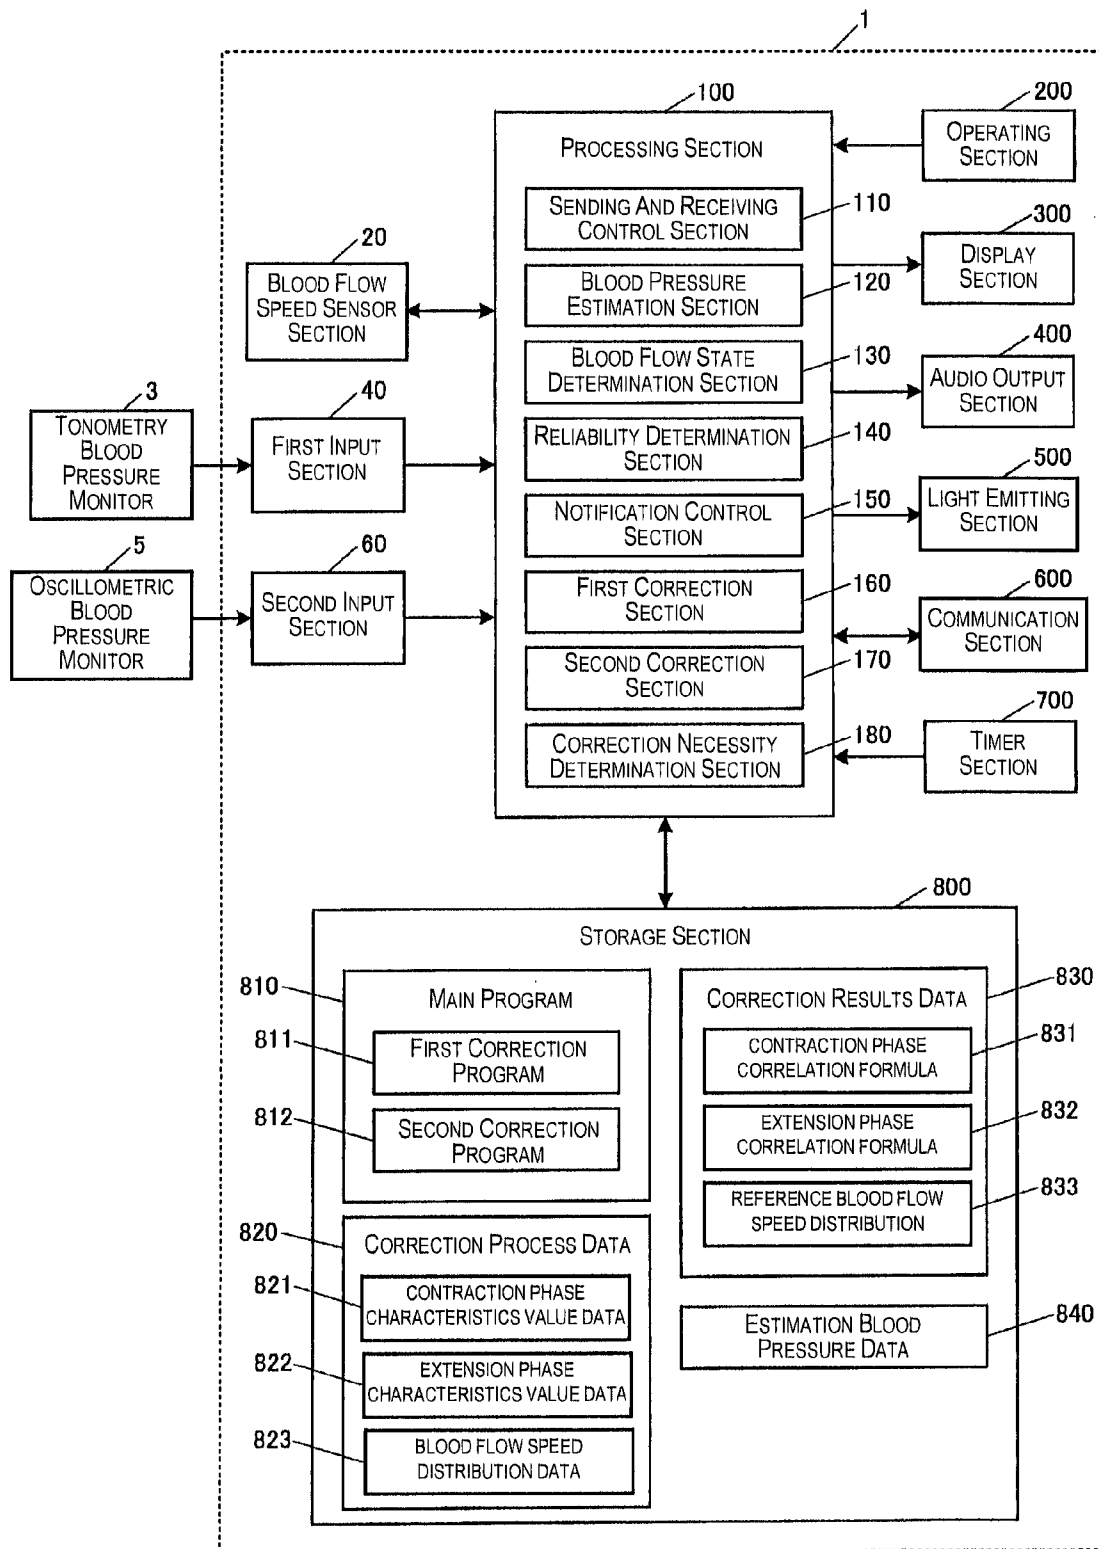 1
100
PROCESSING SECTION
200
OPERATING
SECTION
SENDING AND RECEIVING
CONTROL SECTION
110
300
DISPLAY
SECTION
20
BLOOD FLOW
SPEED SENSOR
SECTION
BLOOD PRESSURE
ESTIMATION SECTION
120
BLOOD FLOW STATE
DETERMINATION SECTION
130
400
AUDIO OUTPUT
SECTION
3
TONOMETRY
BLOOD
PRESSURE
MONITOR
40
FIRST INPUT
SECTION
RELIABILITY DETERMINATION
SECTION
140
500
LIGHT EMITTING
SECTION
NOTIFICATION CONTROL
SECTION
150
5
OSCILLOMETRIC
BLOOD
PRESSURE
MONITOR
60
SECOND INPUT
SECTION
FIRST CORRECTION
SECTION
160
600
COMMUNICATION
SECTION
SECOND CORRECTION
SECTION
170
700
TIMER
SECTION
CORRECTION NECESSITY
DETERMINATION SECTION
180
800
STORAGE SECTION
810
MAIN PROGRAM
811
FIRST CORRECTION
PROGRAM
812
SECOND CORRECTION
PROGRAM
820
CORRECTION PROCESS DATA
821
CONTRACTION PHASE
CHARACTERISTICS VALUE DATA
822
EXTENSION PHASE
CHARACTERISTICS VALUE DATA
823
BLOOD FLOW SPEED
DISTRIBUTION DATA
830
CORRECTION RESULTS DATA
831
CONTRACTION PHASE
CORRELATION FORMULA
832
EXTENSION PHASE
CORRELATION FORMULA
833
REFERENCE BLOOD FLOW
SPEED DISTRIBUTION
840
ESTIMATION BLOOD
PRESSURE DATA